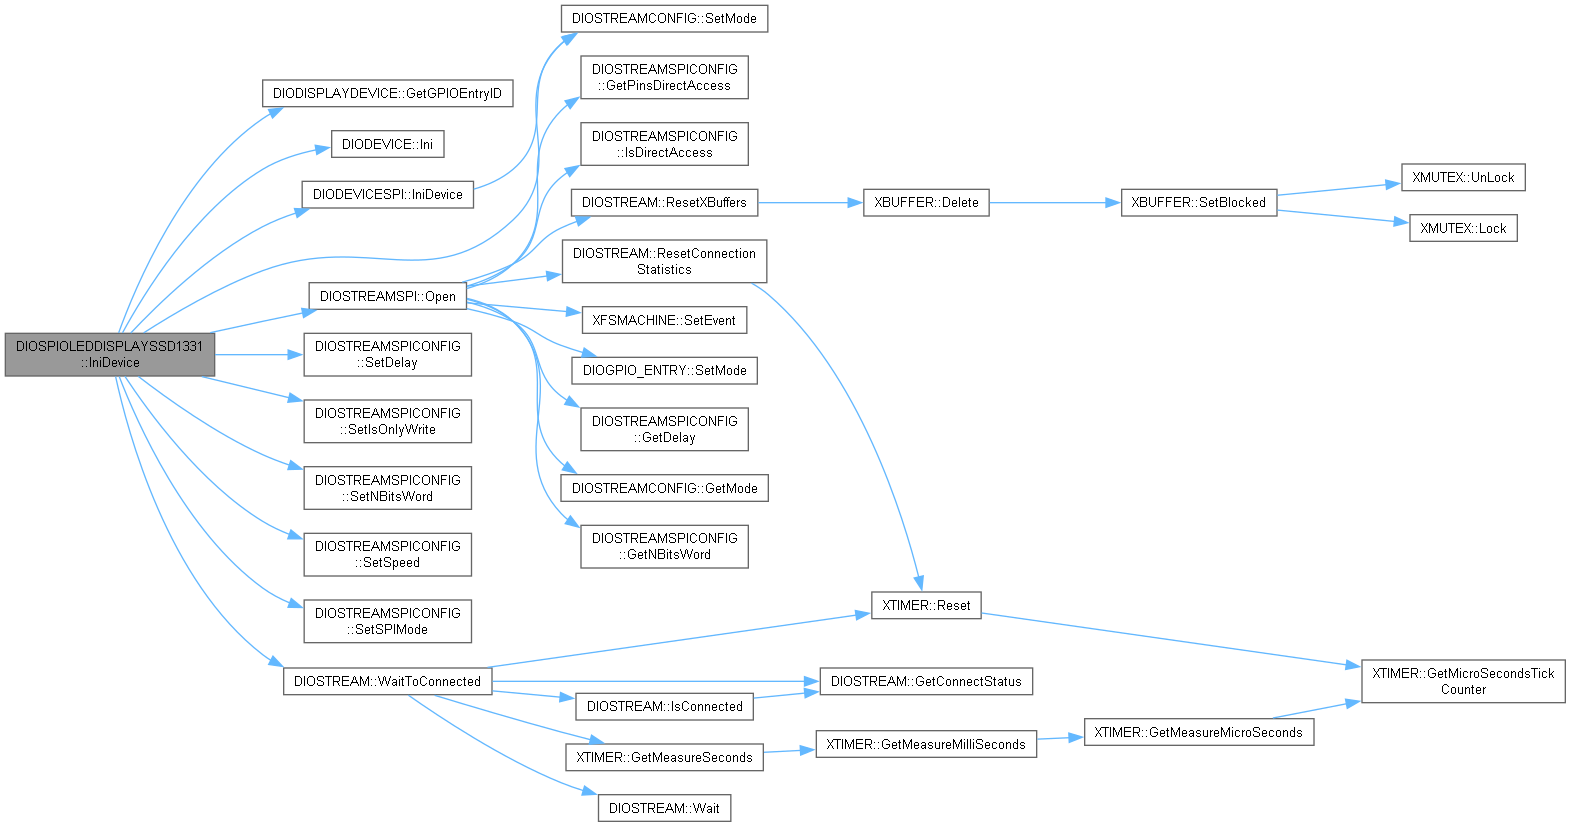 DIOSPIOLEDDISPLAYSSD1331
::IniDevice
DIODISPLAYDEVICE::GetGPIOEntryID
DIODEVICE::Ini
DIODEVICESPI::IniDevice
DIOSTREAMSPI::Open
DIOSTREAMSPICONFIG
::SetDelay
DIOSTREAMSPICONFIG
::SetIsOnlyWrite
DIOSTREAMSPICONFIG
::SetNBitsWord
DIOSTREAMSPICONFIG
::SetSpeed
DIOSTREAMSPICONFIG
::SetSPIMode
DIOSTREAM::WaitToConnected
DIOSTREAMCONFIG::SetMode
DIOSTREAMSPICONFIG
::GetPinsDirectAccess
DIOSTREAMSPICONFIG
::IsDirectAccess
DIOSTREAM::ResetXBuffers
DIOSTREAM::ResetConnection
Statistics
XFSMACHINE::SetEvent
DIOGPIO_ENTRY::SetMode
DIOSTREAMSPICONFIG
::GetDelay
DIOSTREAMCONFIG::GetMode
DIOSTREAMSPICONFIG
::GetNBitsWord
DIOSTREAM::IsConnected
XTIMER::GetMeasureSeconds
DIOSTREAM::Wait
XBUFFER::Delete
XTIMER::Reset
DIOSTREAM::GetConnectStatus
XTIMER::GetMeasureMilliSeconds
XBUFFER::SetBlocked
XTIMER::GetMeasureMicroSeconds
XMUTEX::UnLock
XMUTEX::Lock
XTIMER::GetMicroSecondsTick
Counter